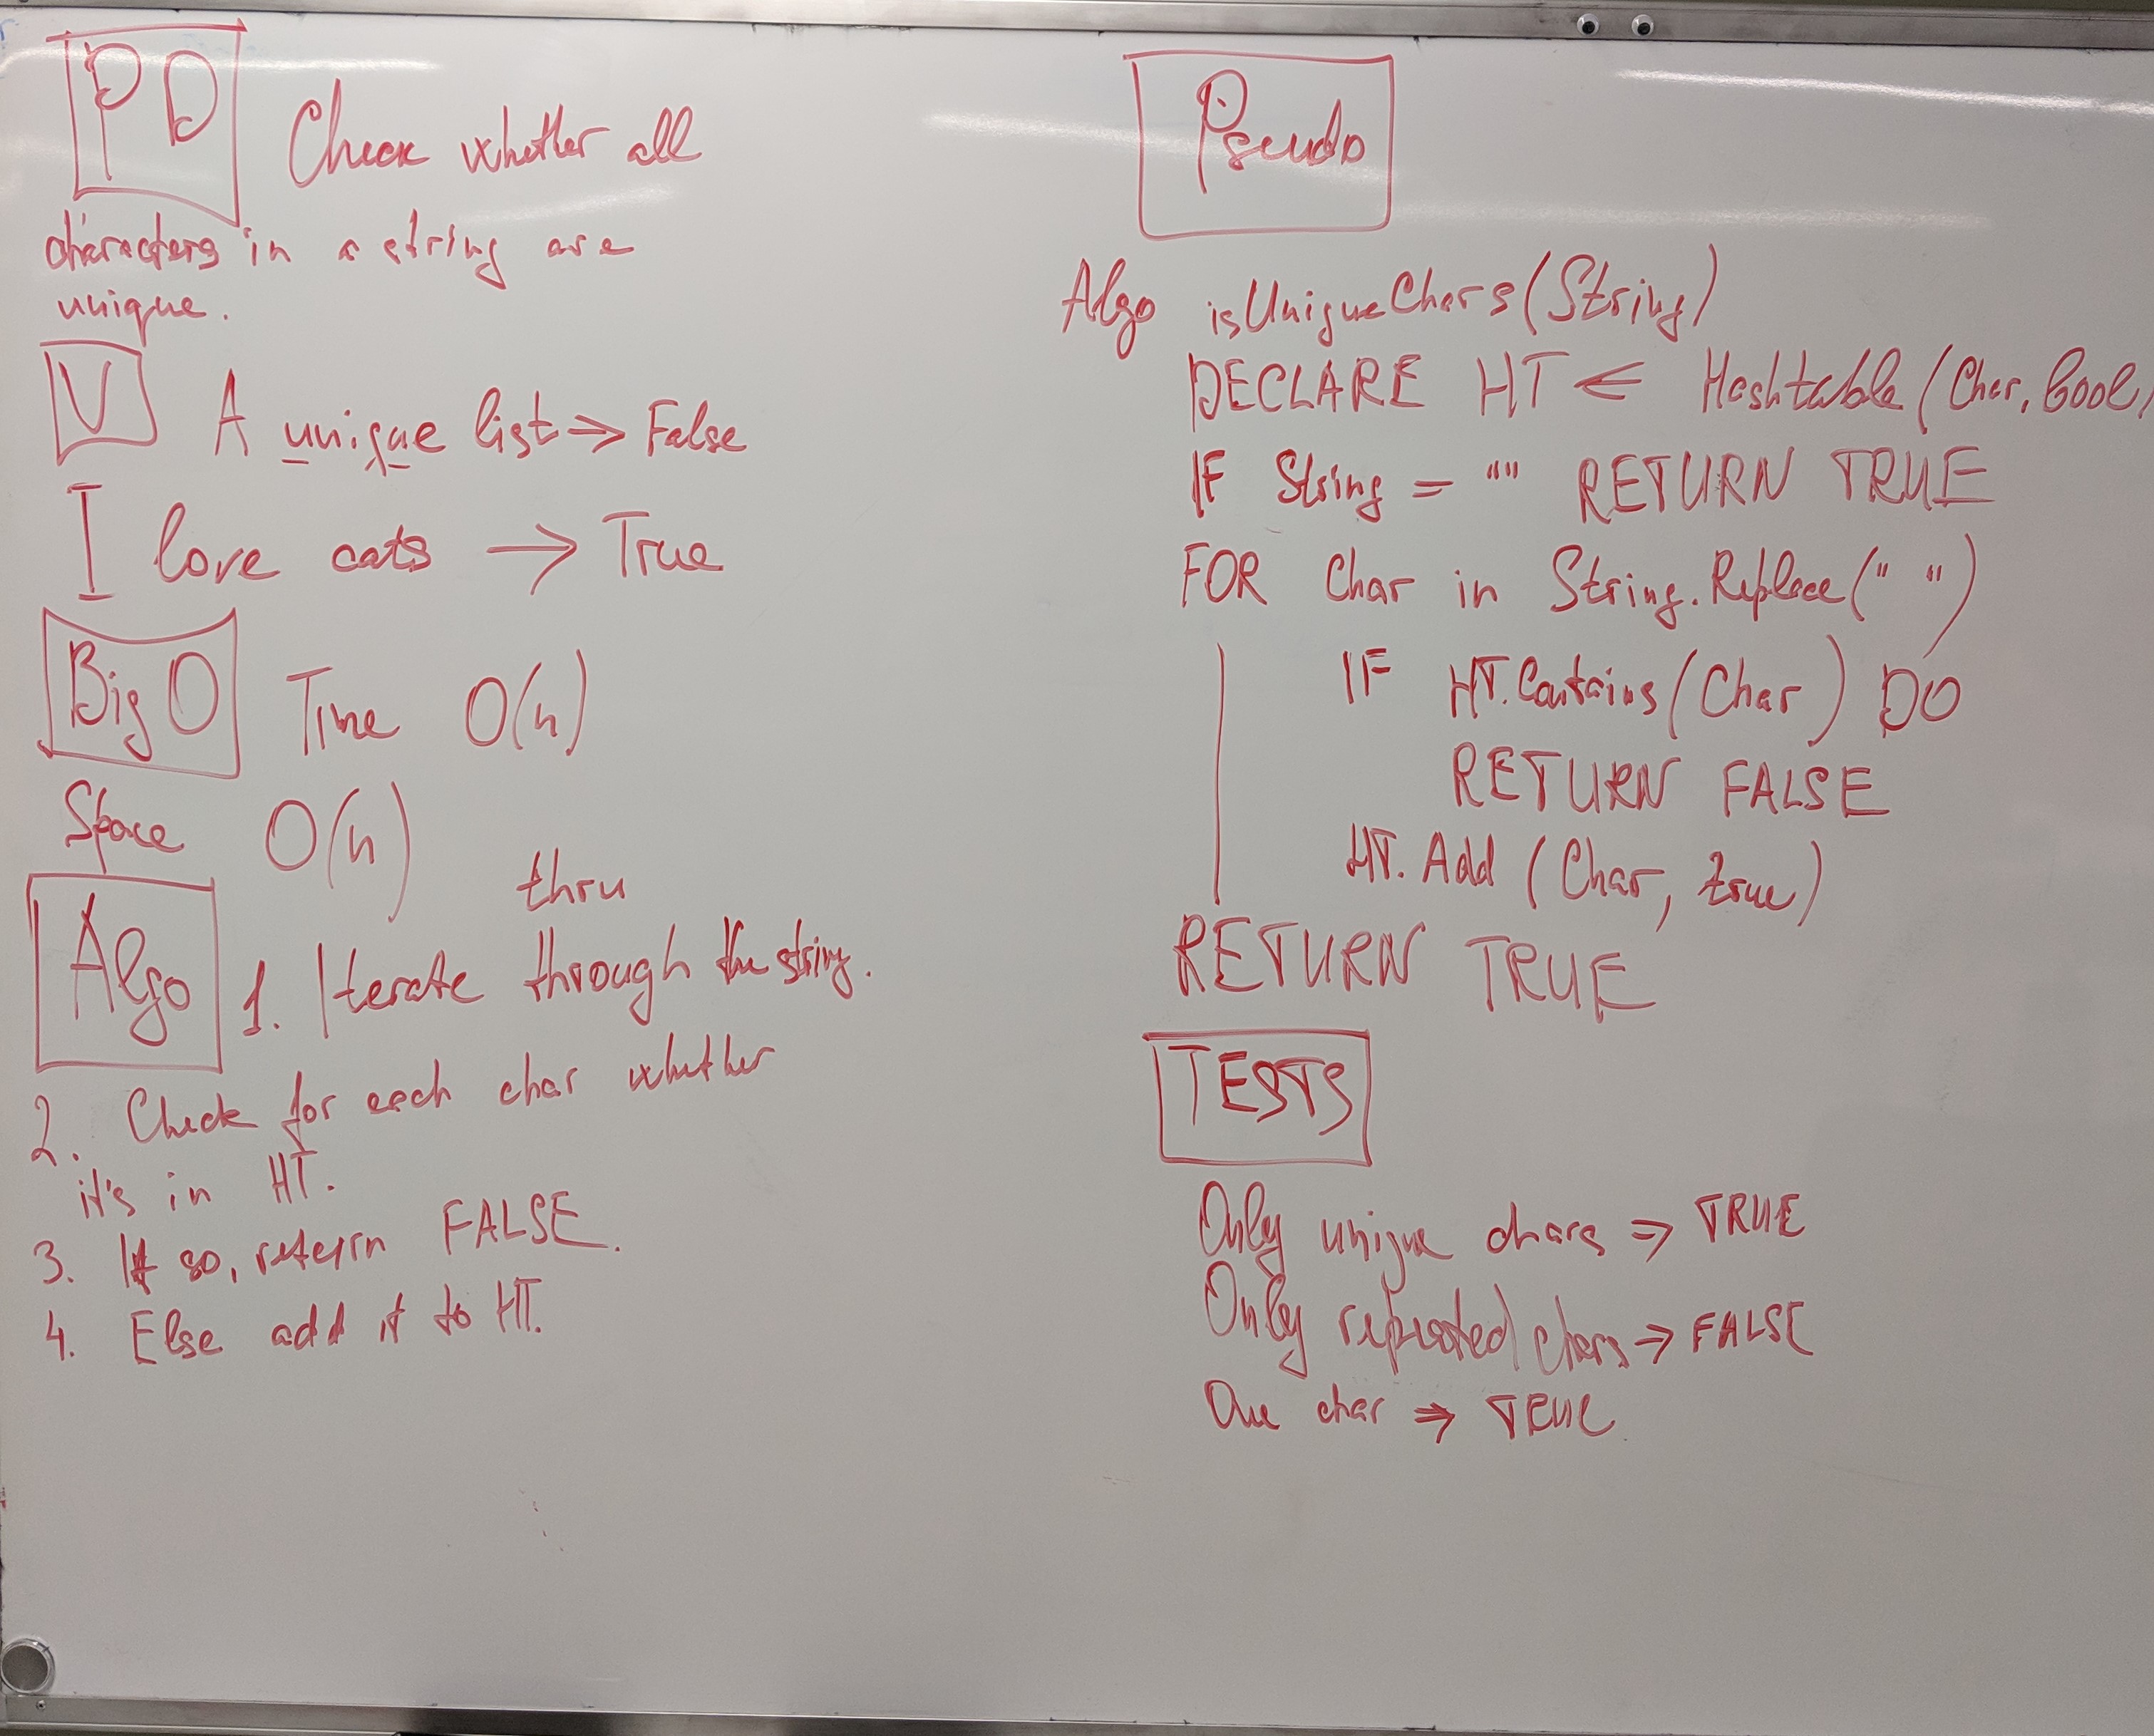 PD
Check whether all
characters in a string are
unique.
V
A unique list => False
I love cats → True
Big O
Time O(n)
Space O(n)
Algo
thru
1. Iterate through the string.
2. Check for each char whether
it's in HT.
3. If so, return FALSE.
4. Else add it to HT.
Pseudo
Algo isUniqueChars(String)
DECLARE HT <= Hashtable(Char, bool)
IF String = "" RETURN TRUE
FOR Char in String.Replace(" ")
IF HT.Contains(Char) DO
RETURN FALSE
HT.Add(Char, true)
RETURN TRUE
TESTS
Only unique chars => TRUE
Only repeated chars => FALSE
One char => TRUE